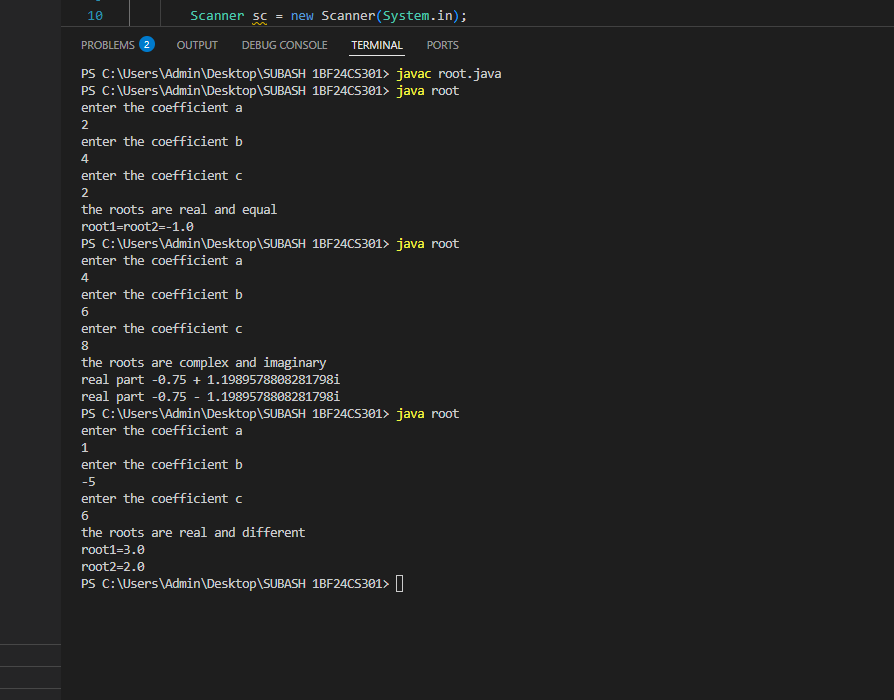 10 Scanner sc = new Scanner(System.in);
PROBLEMS 2 OUTPUT DEBUG CONSOLE TERMINAL PORTS
PS C:\Users\Admin\Desktop\SUBASH 1BF24CS301> javac root.java
PS C:\Users\Admin\Desktop\SUBASH 1BF24CS301> java root
enter the coefficient a
2
enter the coefficient b
4
enter the coefficient c
2
the roots are real and equal
root1=root2=-1.0
PS C:\Users\Admin\Desktop\SUBASH 1BF24CS301> java root
enter the coefficient a
4
enter the coefficient b
6
enter the coefficient c
8
the roots are complex and imaginary
real part -0.75 + 1.1989578808281798i
real part -0.75 - 1.1989578808281798i
PS C:\Users\Admin\Desktop\SUBASH 1BF24CS301> java root
enter the coefficient a
1
enter the coefficient b
-5
enter the coefficient c
6
the roots are real and different
root1=3.0
root2=2.0
PS C:\Users\Admin\Desktop\SUBASH 1BF24CS301>